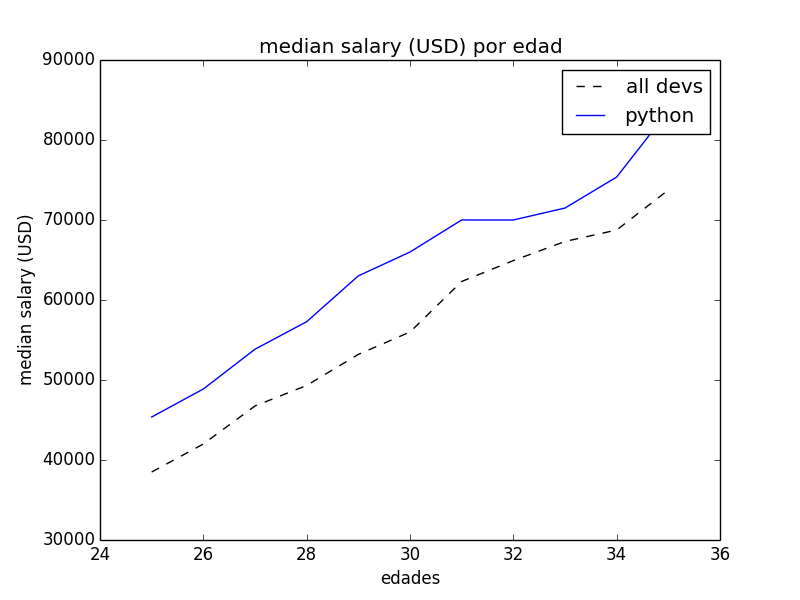 median salary (USD) por edad
90000
80000
70000
60000
50000
40000
30000
median salary (USD)
all devs
python
24 26 28 30 32 34 36
edades